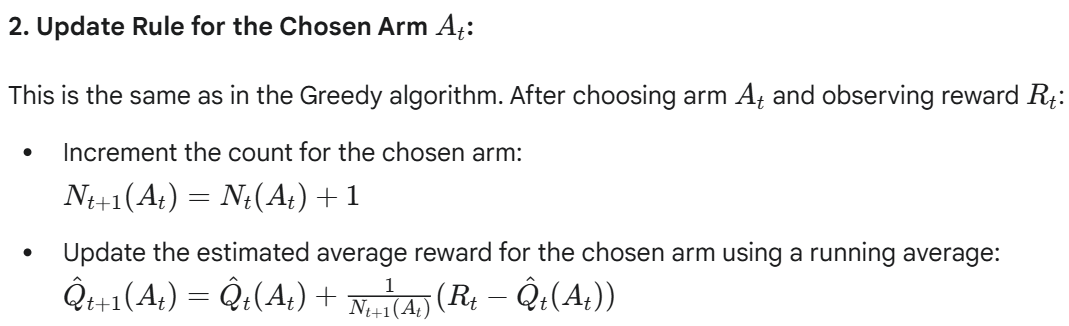 2. Update Rule for the Chosen Arm $A_t$:
This is the same as in the Greedy algorithm. After choosing arm $A_t$ and observing reward $R_t$:
• Increment the count for the chosen arm:
$N_{t+1}(A_t) = N_t(A_t) + 1$
• Update the estimated average reward for the chosen arm using a running average:
$\hat{Q}_{t+1}(A_t) = \hat{Q}_t(A_t) + \frac{1}{N_{t+1}(A_t)}(R_t - \hat{Q}_t(A_t))$